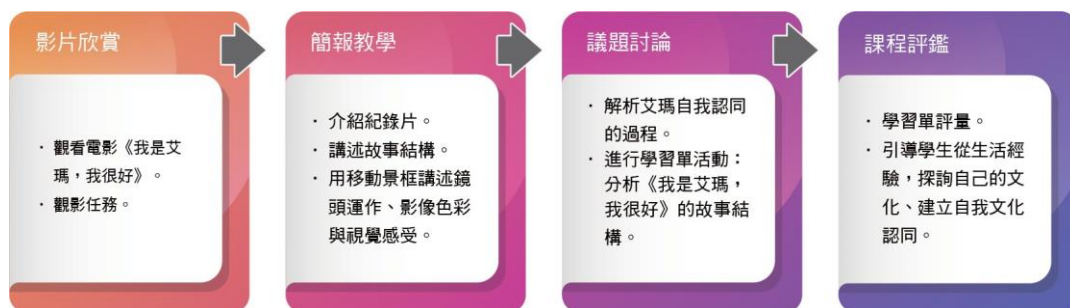 影片欣賞
· 觀看電影《我是艾
瑪，我很好》。
· 觀影任務。
簡報教學
· 介紹紀錄片。
· 講述故事結構。
· 用移動景框講述鏡
頭運作、影像色彩
與視覺感受。
議題討論
· 解析艾瑪自我認同
的過程。
· 進行學習單活動：
分析《我是艾瑪，
我很好》的故事結
構。
課程評鑑
· 學習單評量。
· 引導學生從生活經
驗，探詢自己的文
化、建立自我文化
認同。